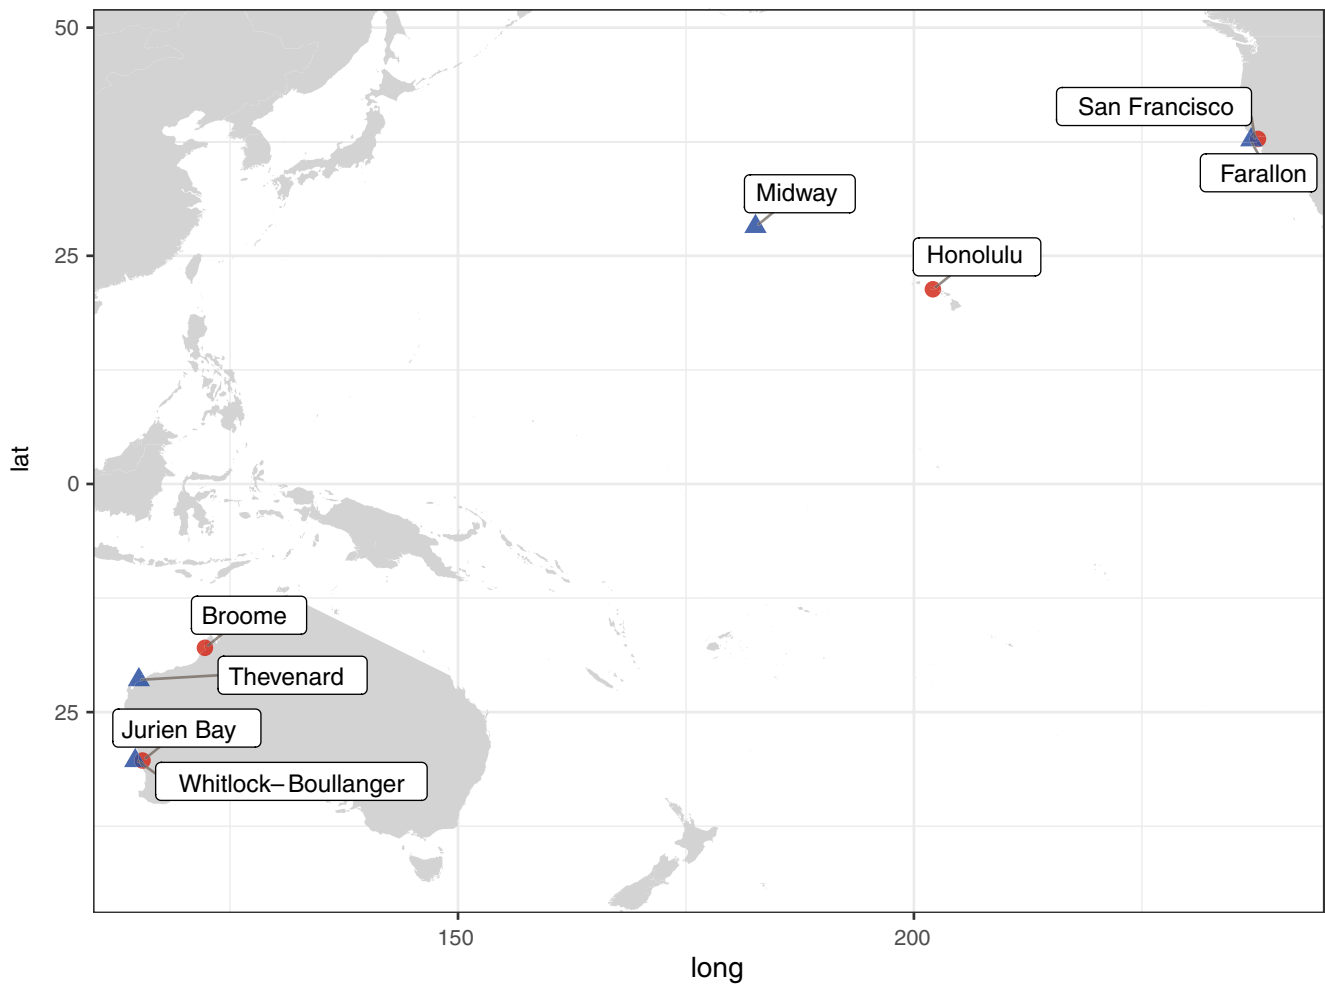 50
San Francisco
Farallon
Midway
25
Honolulu
lat
0
Broome
Thevenard
25
Jurien Bay
Whitlock–Boullanger
150
200
long